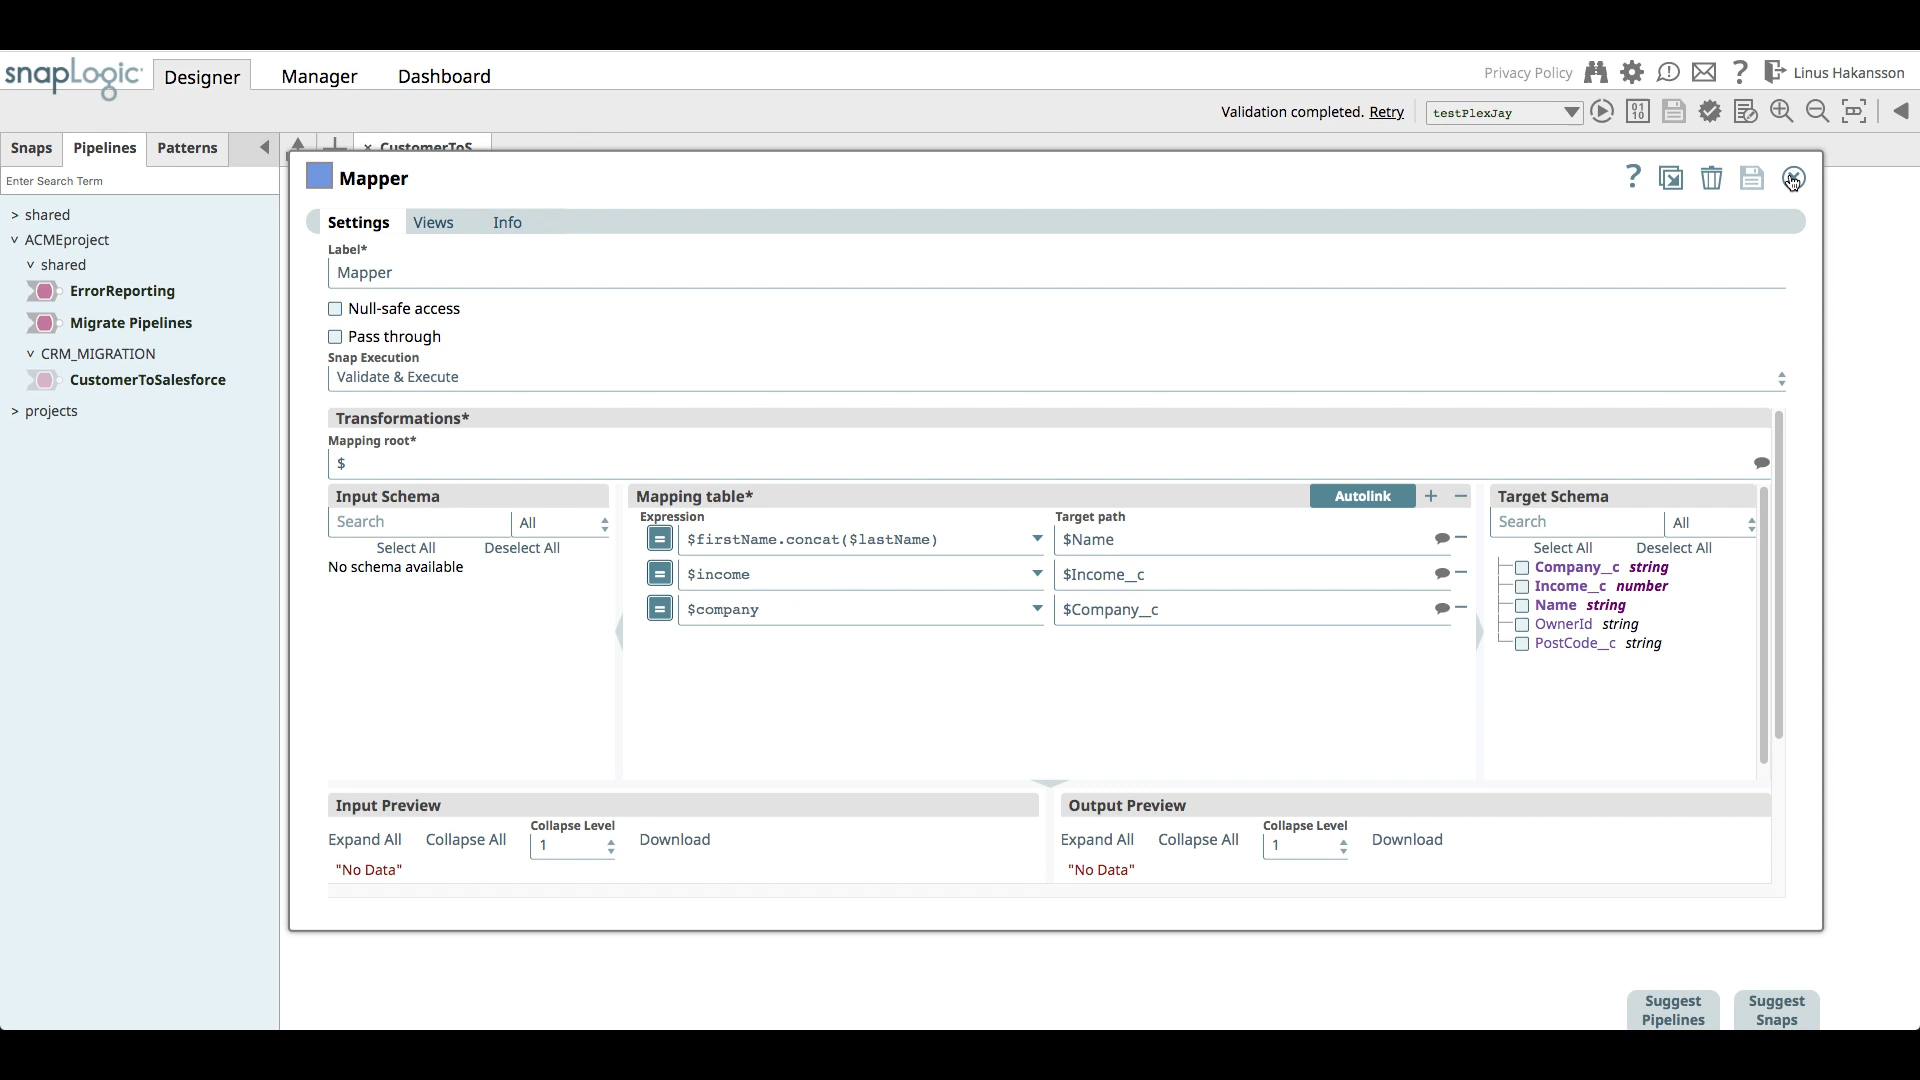 snapLogic
Designer
Manager
Dashboard
Privacy Policy
Linus Hakansson
Validation completed. Retry
testPlexJay
Snaps
Pipelines
Patterns
CustomerToS
Enter Search Term
> shared
v ACMEproject
v shared
ErrorReporting
Migrate Pipelines
v CRM_MIGRATION
CustomerToSalesforce
> projects
Mapper
Settings
Views
Info
Label*
Mapper
Null-safe access
Pass through
Snap Execution
Validate & Execute
Transformations*
Mapping root*
$
Input Schema
Search
All
Select All
Deselect All
No schema available
Mapping table*
Autolink
Expression
Target path
= $firstName.concat($lastName)
$Name
= $income
$Income__c
= $company
$Company__c
Target Schema
Search
All
Select All
Deselect All
Company__c string
Income__c number
Name string
OwnerId string
PostCode__c string
Input Preview
Expand All
Collapse All
Collapse Level
1
Download
"No Data"
Output Preview
Expand All
Collapse All
Collapse Level
1
Download
"No Data"
Suggest
Pipelines
Suggest
Snaps